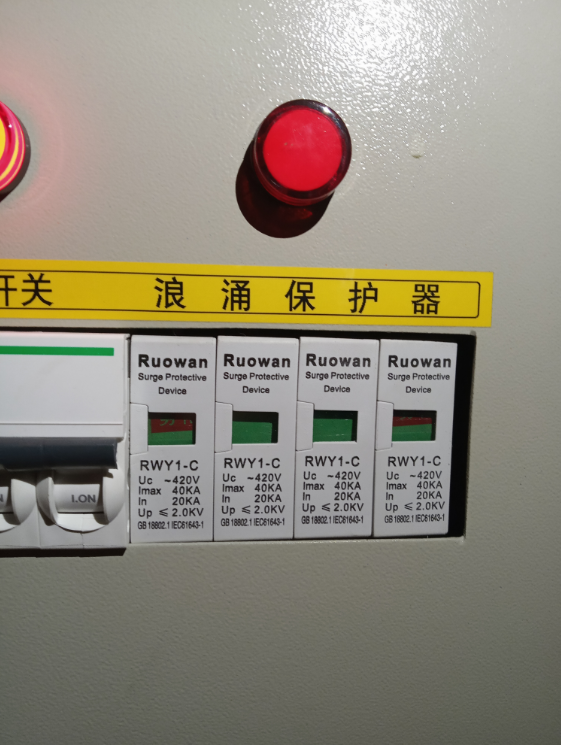 开关
浪涌保护器
Ruowan
Surge Protective
Device
RWY1-C
Uc ~420V
Imax 40KA
In 20KA
Up ≤2.0KV
GB 18802.1 IEC61643-1
Ruowan
Surge Protective
Device
RWY1-C
Uc ~420V
Imax 40KA
In 20KA
Up ≤2.0KV
GB 18802.1 IEC61643-1
Ruowan
Surge Protective
Device
RWY1-C
Uc ~420V
Imax 40KA
In 20KA
Up ≤2.0KV
GB 18802.1 IEC61643-1
Ruowan
Surge Protective
Device
RWY1-C
Uc ~420V
Imax 40KA
In 20KA
Up ≤2.0KV
GB 18802.1 IEC61643-1
I.ON